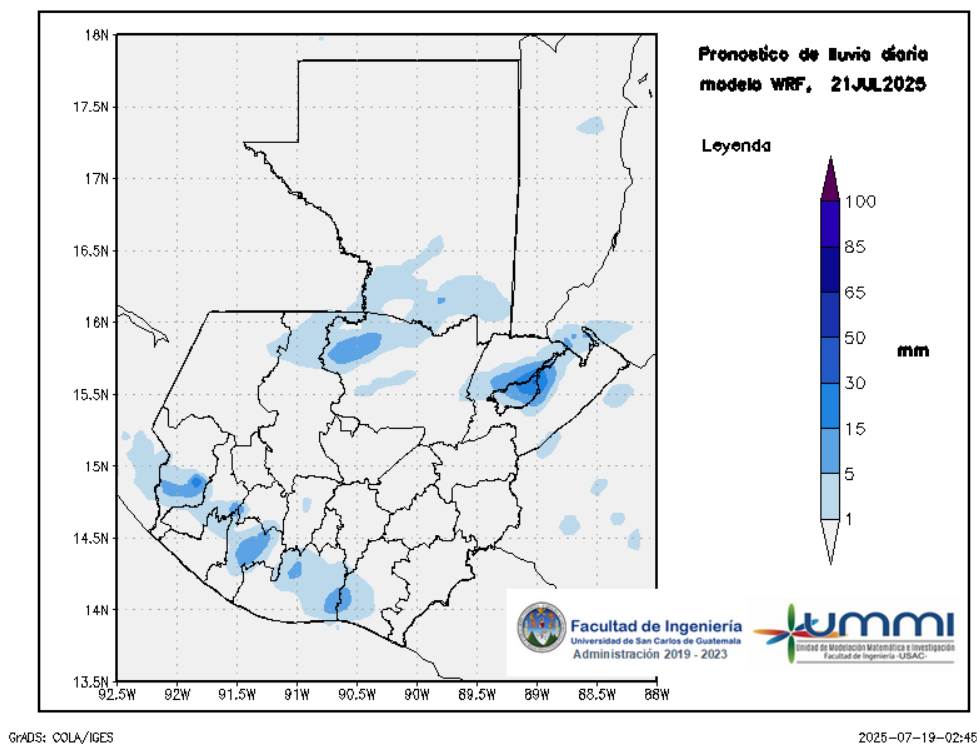 Pronostico de lluvia diaria
modelo WRF, 21JUL2025
Leyenda
100
85
65
50
30
15
5
1
mm
18N
17.5N
17N
16.5N
16N
15.5N
15N
14.5N
14N
13.5N
92.5W
92W
91.5W
91W
90.5W
90W
89.5W
89W
88.5W
88W
Facultad de Ingeniería
Universidad de San Carlos de Guatemala
Administración 2019 - 2023
ummi
Unidad de Modelación Matemática e Investigación
Facultad de Ingeniería -USAC-
GrADS: COLA/IGES
2025-07-19-02:45